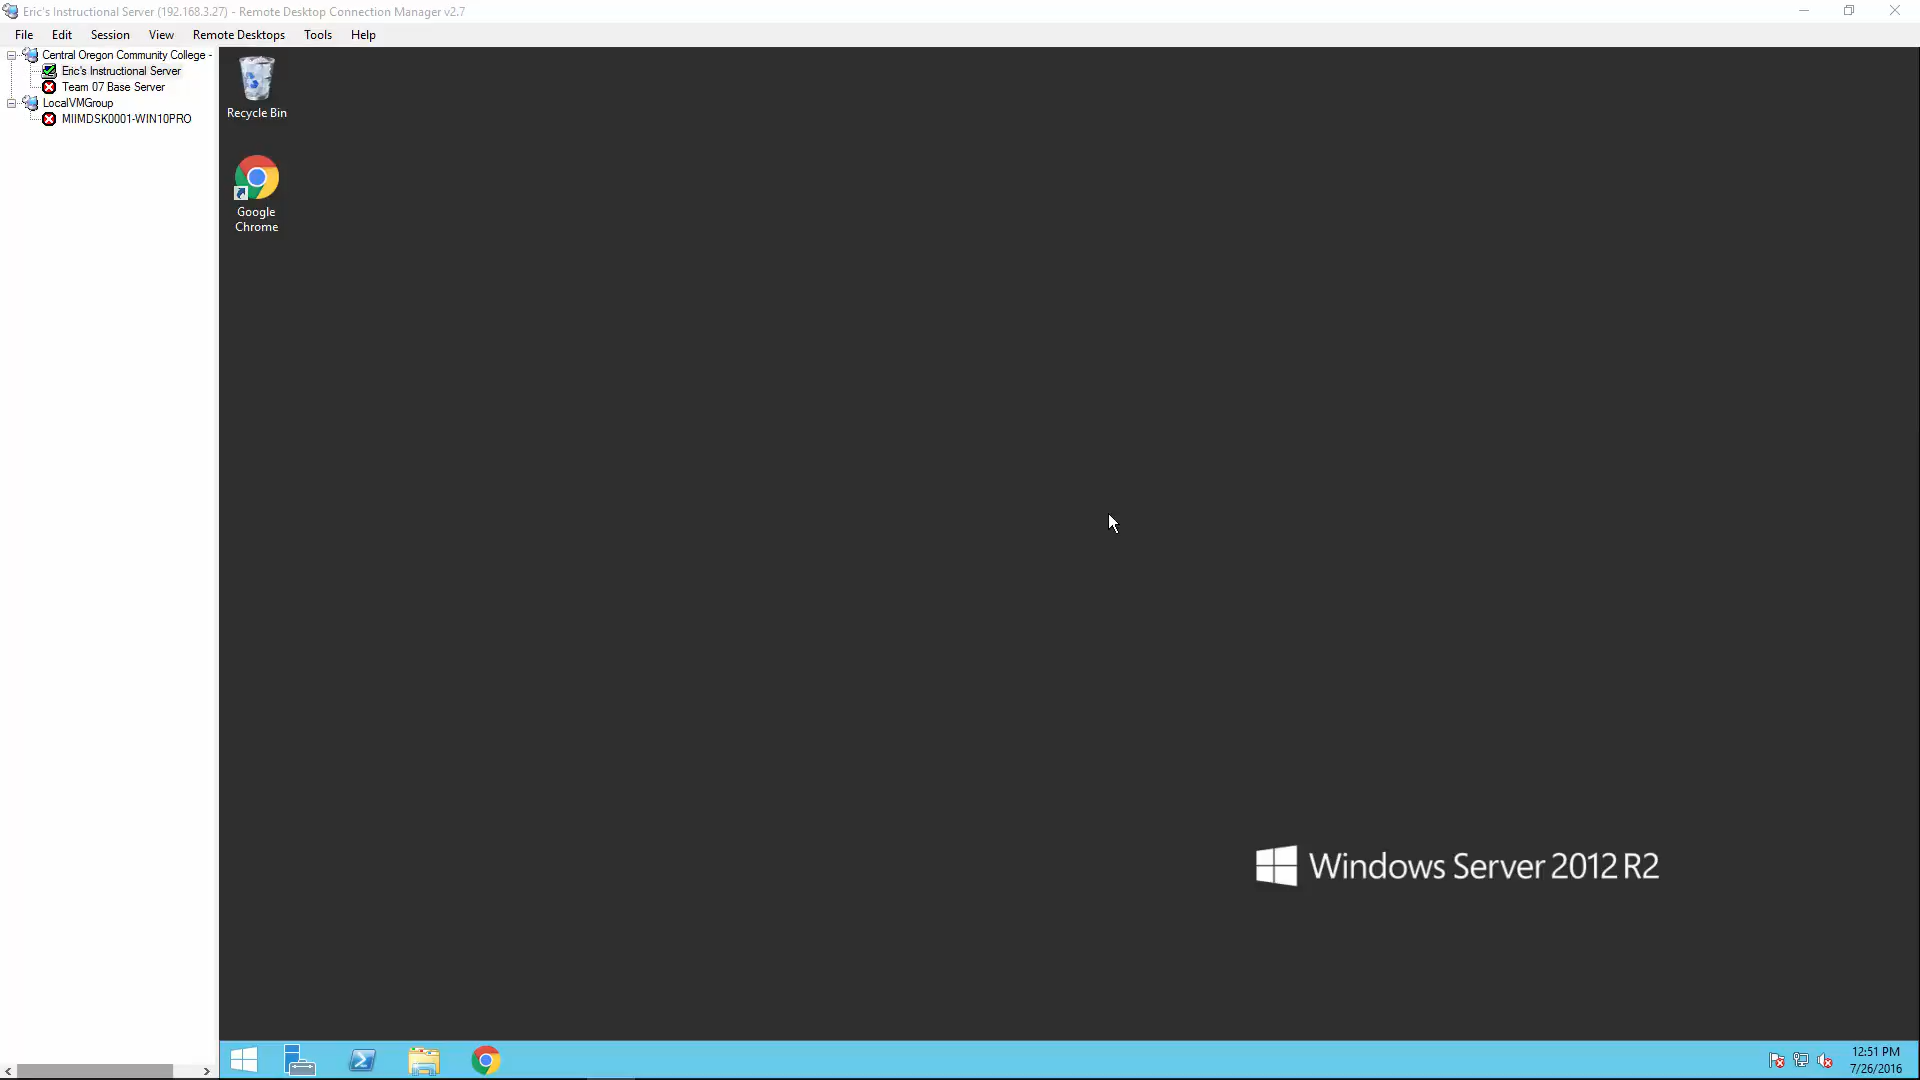 Eric's Instructional Server (192.168.3.27) - Remote Desktop Connection Manager v2.7
File Edit Session View Remote Desktops Tools Help
Central Oregon Community College -
Eric's Instructional Server
Team 07 Base Server
LocalVMGroup
MIIMDSK0001-WIN10PRO
Recycle Bin
Google
Chrome
Windows Server 2012 R2
12:51 PM
7/26/2016